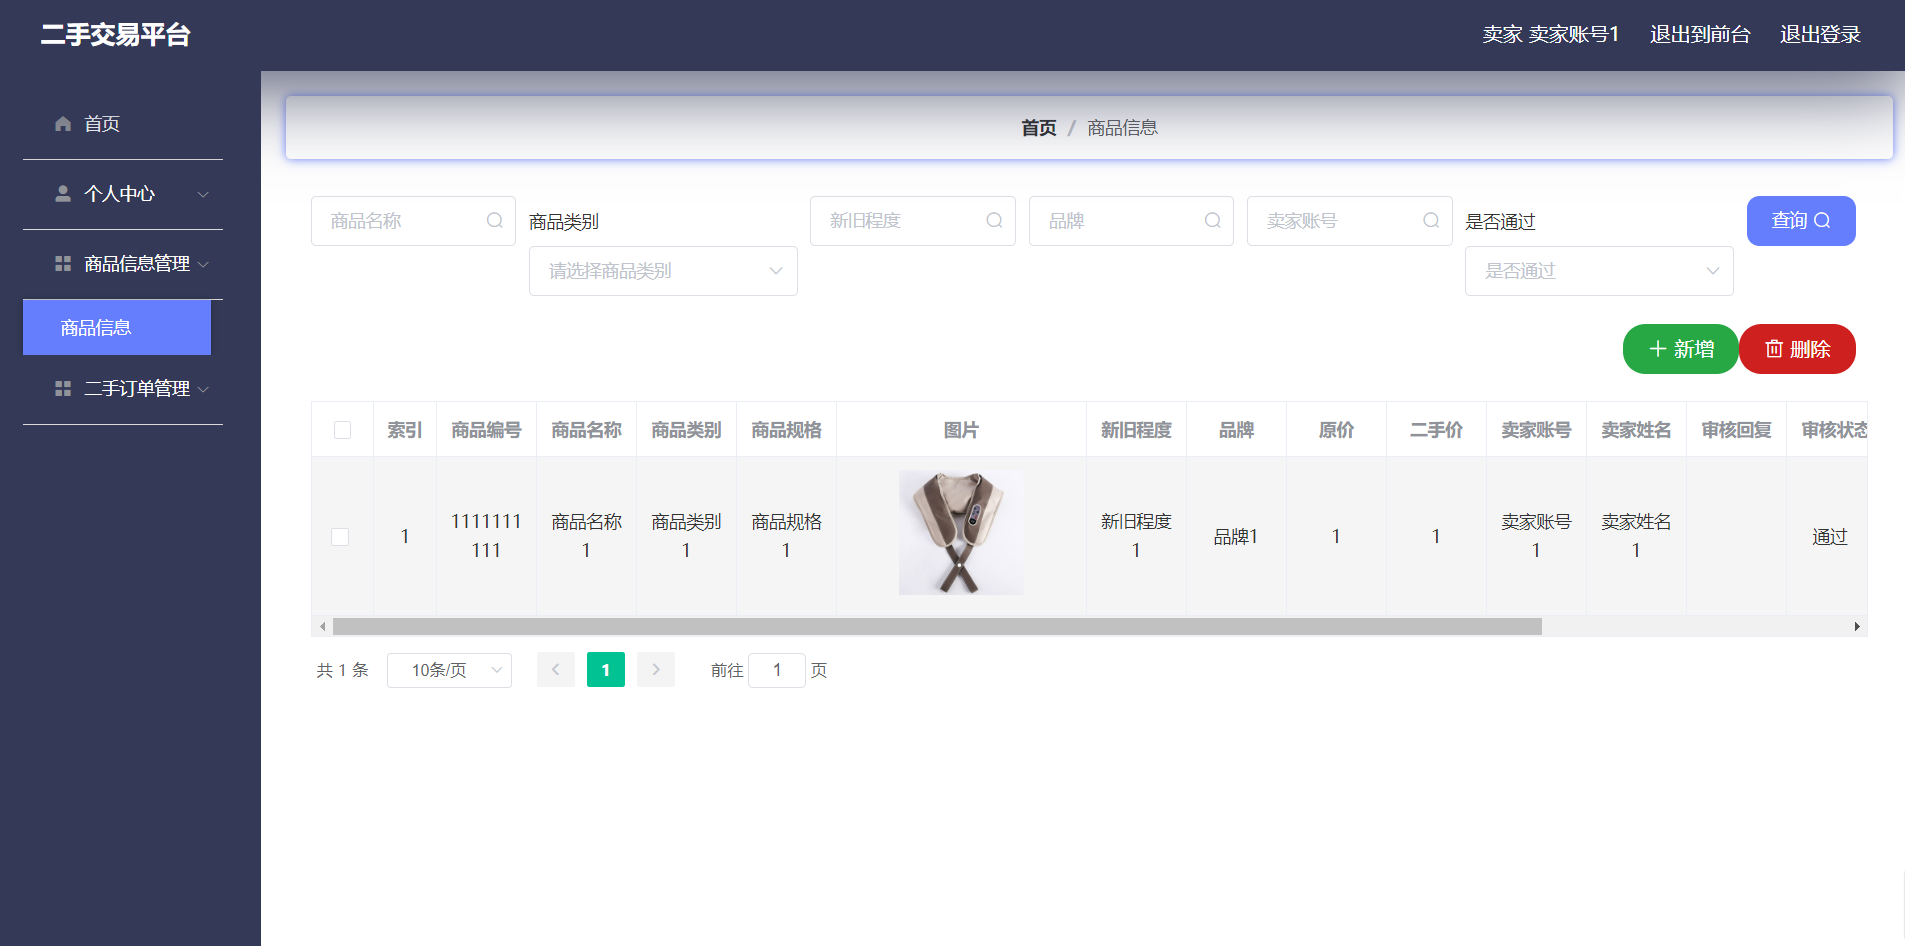 二手交易平台
卖家 卖家账号1 退出到前台 退出登录
首页
个人中心
商品信息管理
商品信息
二手订单管理
首页 / 商品信息
商品名称 商品类别 新旧程度 品牌 卖家账号 是否通过 查询
请选择商品类别 是否通过
新增 删除
索引 商品编号 商品名称 商品类别 商品规格 图片 新旧程度 品牌 原价 二手价 卖家账号 卖家姓名 审核回复 审核状态
1 1111111111 商品名称1 商品类别1 商品规格1 新旧程度1 品牌1 1 1 卖家账号1 卖家姓名1 通过
共 1 条 10条/页 1 前往 1 页